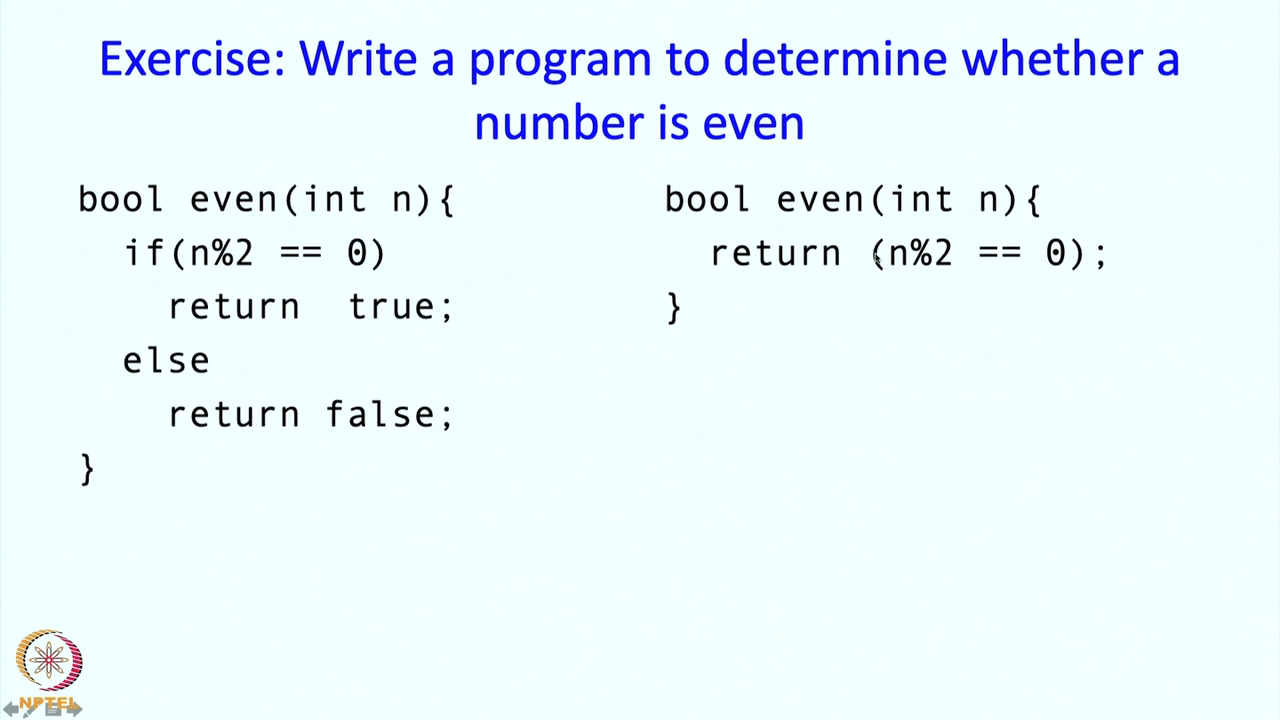 Exercise: Write a program to determine whether a
number is even
bool even(int n){
if(n%2 == 0)
return  true;
else
return false;
}
bool even(int n){
return (n%2 == 0);
}
NPTEL